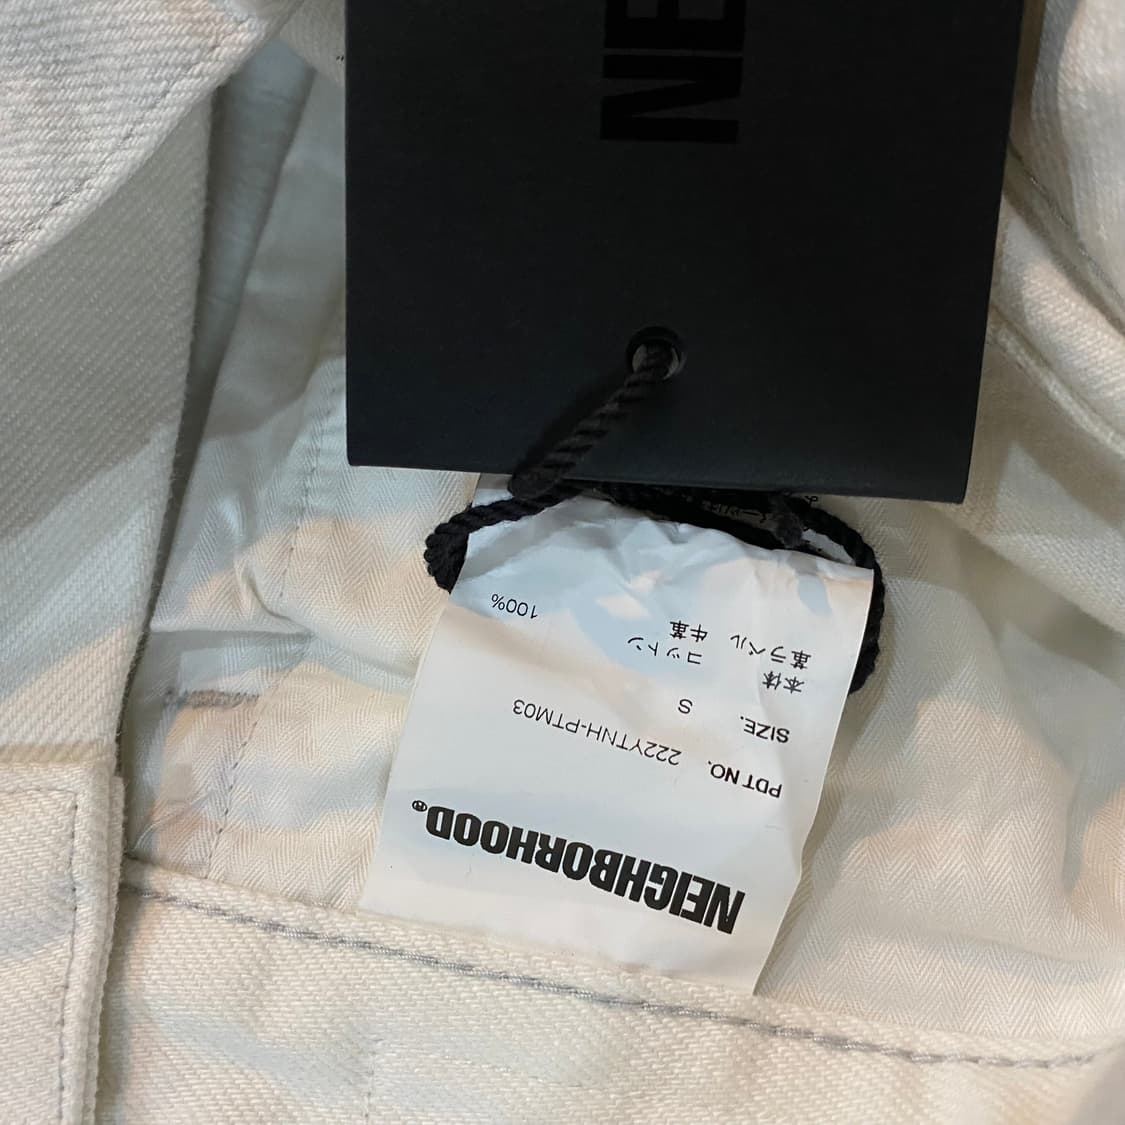 NEIGHBORHOOD®
PDT NO. 222YTNH-PTM03
SIZE. S
本体 コットン 100%
革ラベル 牛革
NE